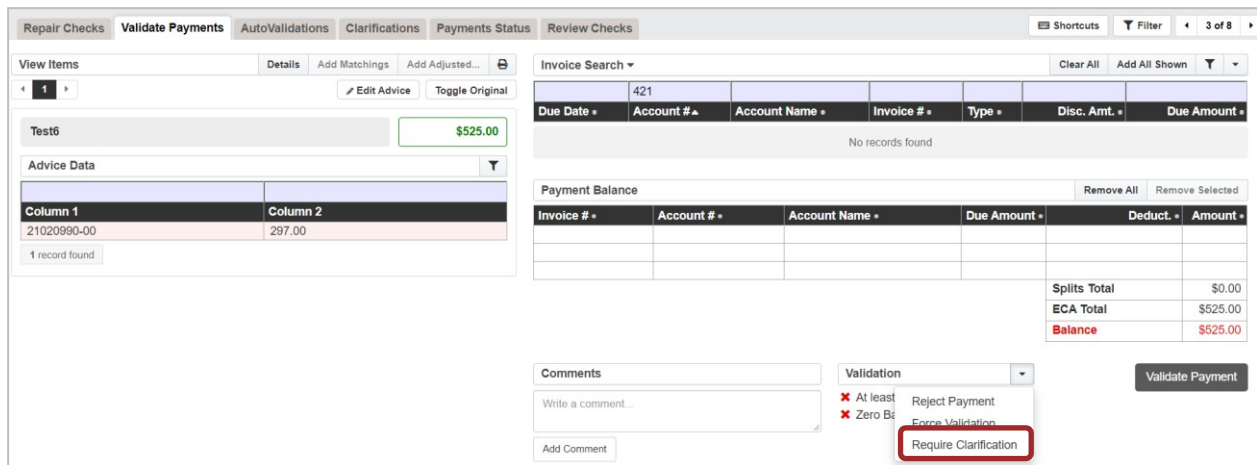 Repair Checks Validate Payments AutoValidations Clarifications Payments Status Review Checks Shortcuts Filter 3 of 8
View Items Details Add Matchings Add Adjusted...
1 Edit Advice Toggle Original
Test6 $525.00
Advice Data
Column 1 Column 2
21020990-00 297.00
1 record found
Invoice Search Clear All Add All Shown
421
Due Date Account # Account Name Invoice # Type Disc. Amt. Due Amount
No records found
Payment Balance Remove All Remove Selected
Invoice # Account # Account Name Due Amount Deduct. Amount
Splits Total $0.00
ECA Total $525.00
Balance $525.00
Comments
Write a comment...
Add Comment
Validation
At least
Zero Ba
Reject Payment
Force Validation
Require Clarification
Validate Payment